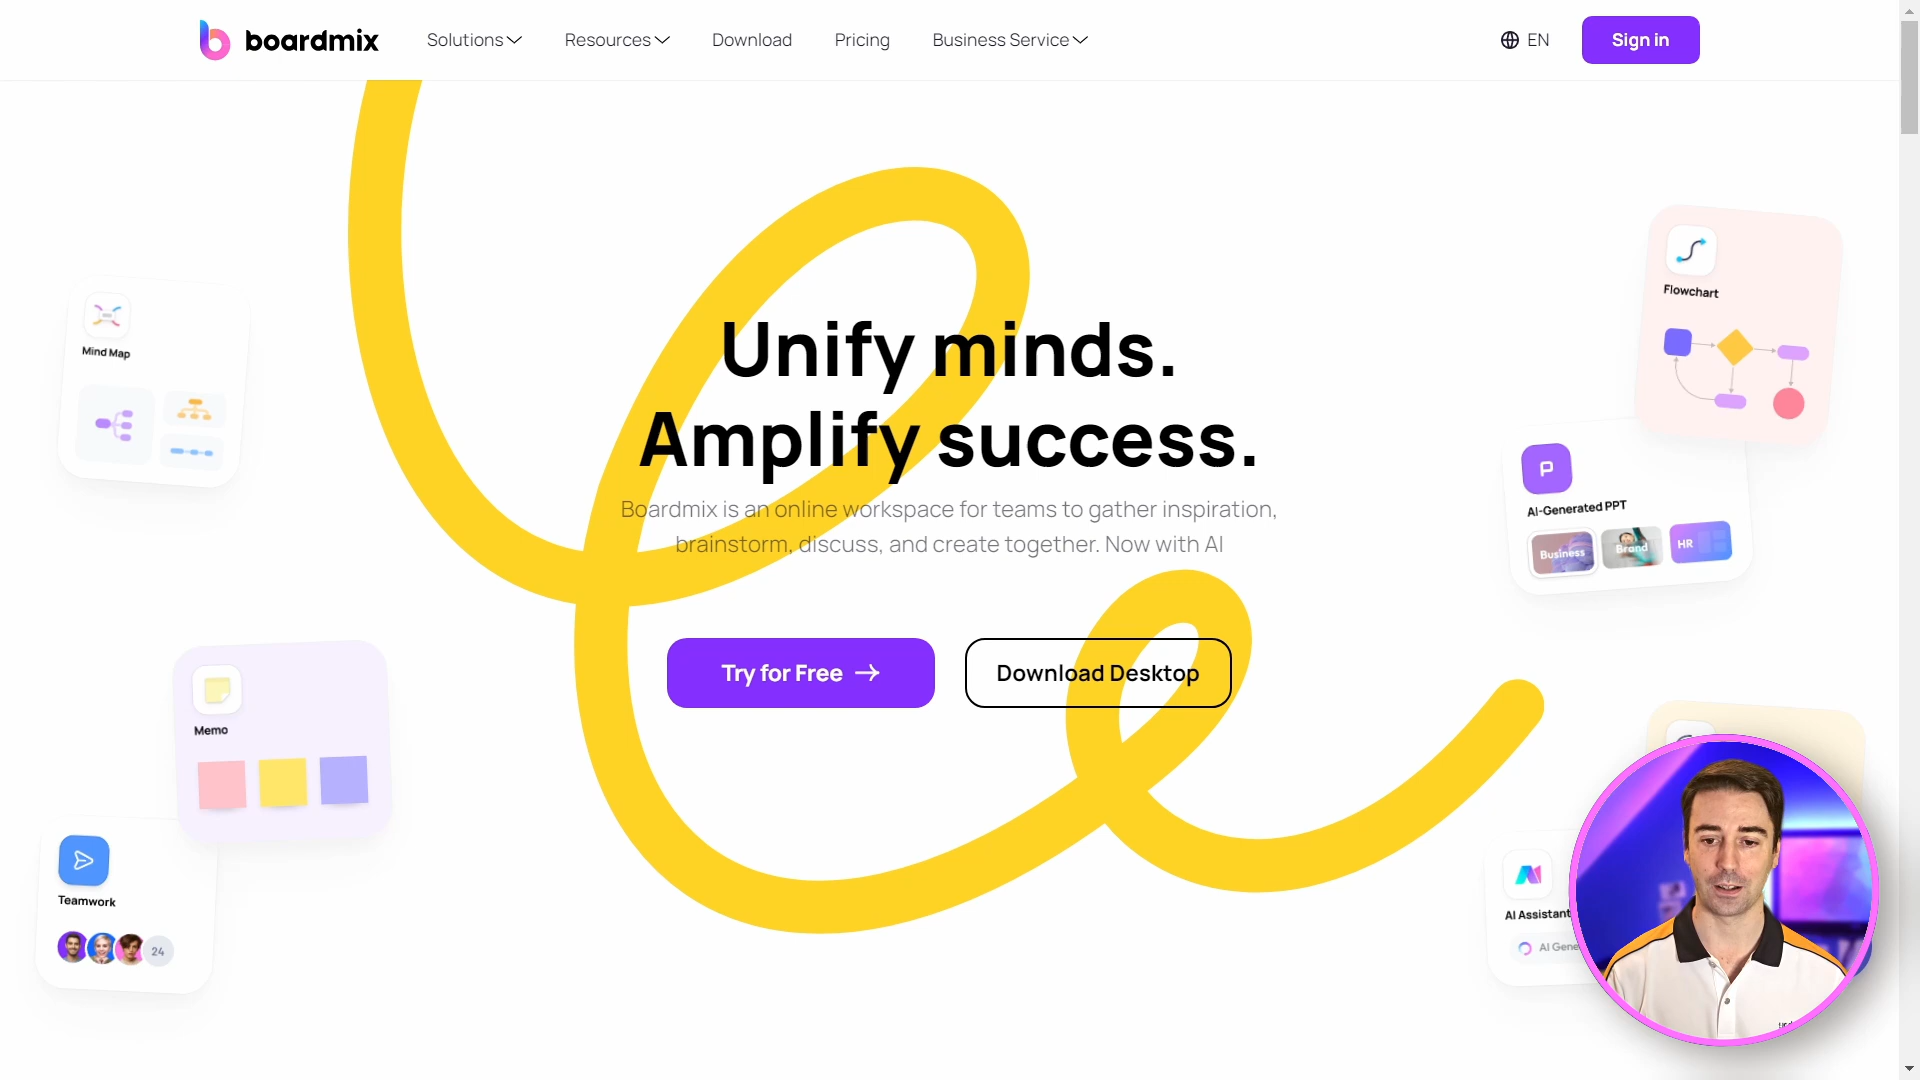 boardmix
Solutions
Resources
Download
Pricing
Business Service
EN
Sign in
Unify minds.
Amplify success.
Boardmix is an online workspace for teams to gather inspiration,
brainstorm, discuss, and create together. Now with AI
Try for Free
Download Desktop
Mind Map
Memo
Teamwork
24
Flowchart
P
AI-Generated PPT
Business
Brand
HR
AI Assistant
AI Gene